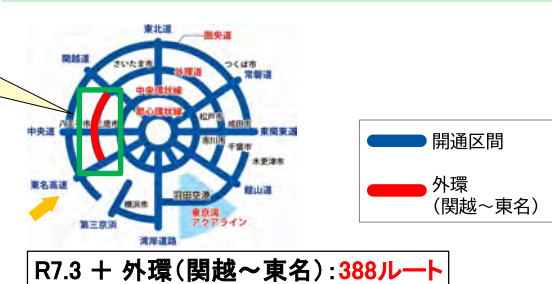 東北道
圏央道
関越道
さいたま市
つくば市
外環道
常磐道
中央環状線
都心環状線
松戸市
八王子市
三鷹市
成田市
中央道
東関東道
市川市
千葉市
木更津市
東名高速
羽田空港
館山道
横浜市
東京湾
アクアライン
第三京浜
湾岸道路
開通区間
外環
(関越~東名)
R7.3 + 外環(関越~東名):388ルート